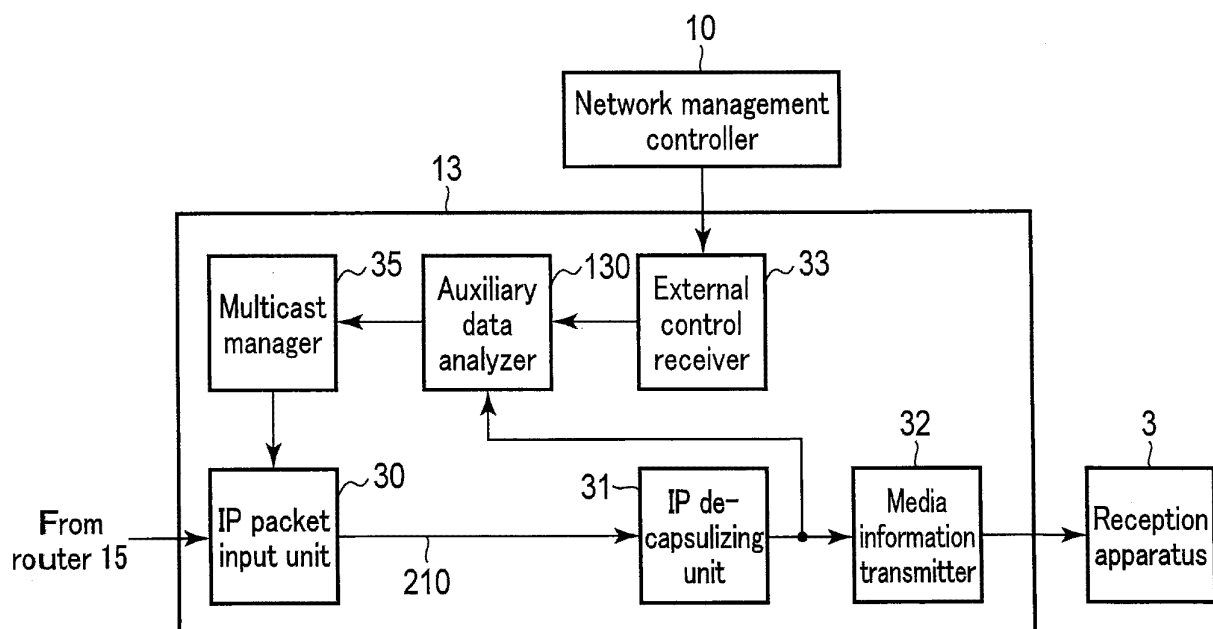 10
Network management
controller
13
35
Multicast
manager
130
Auxiliary
data
analyzer
33
External
control
receiver
From
router 15
30
IP packet
input unit
210
31
IP de-
capsulizing
unit
32
Media
information
transmitter
3
Reception
apparatus